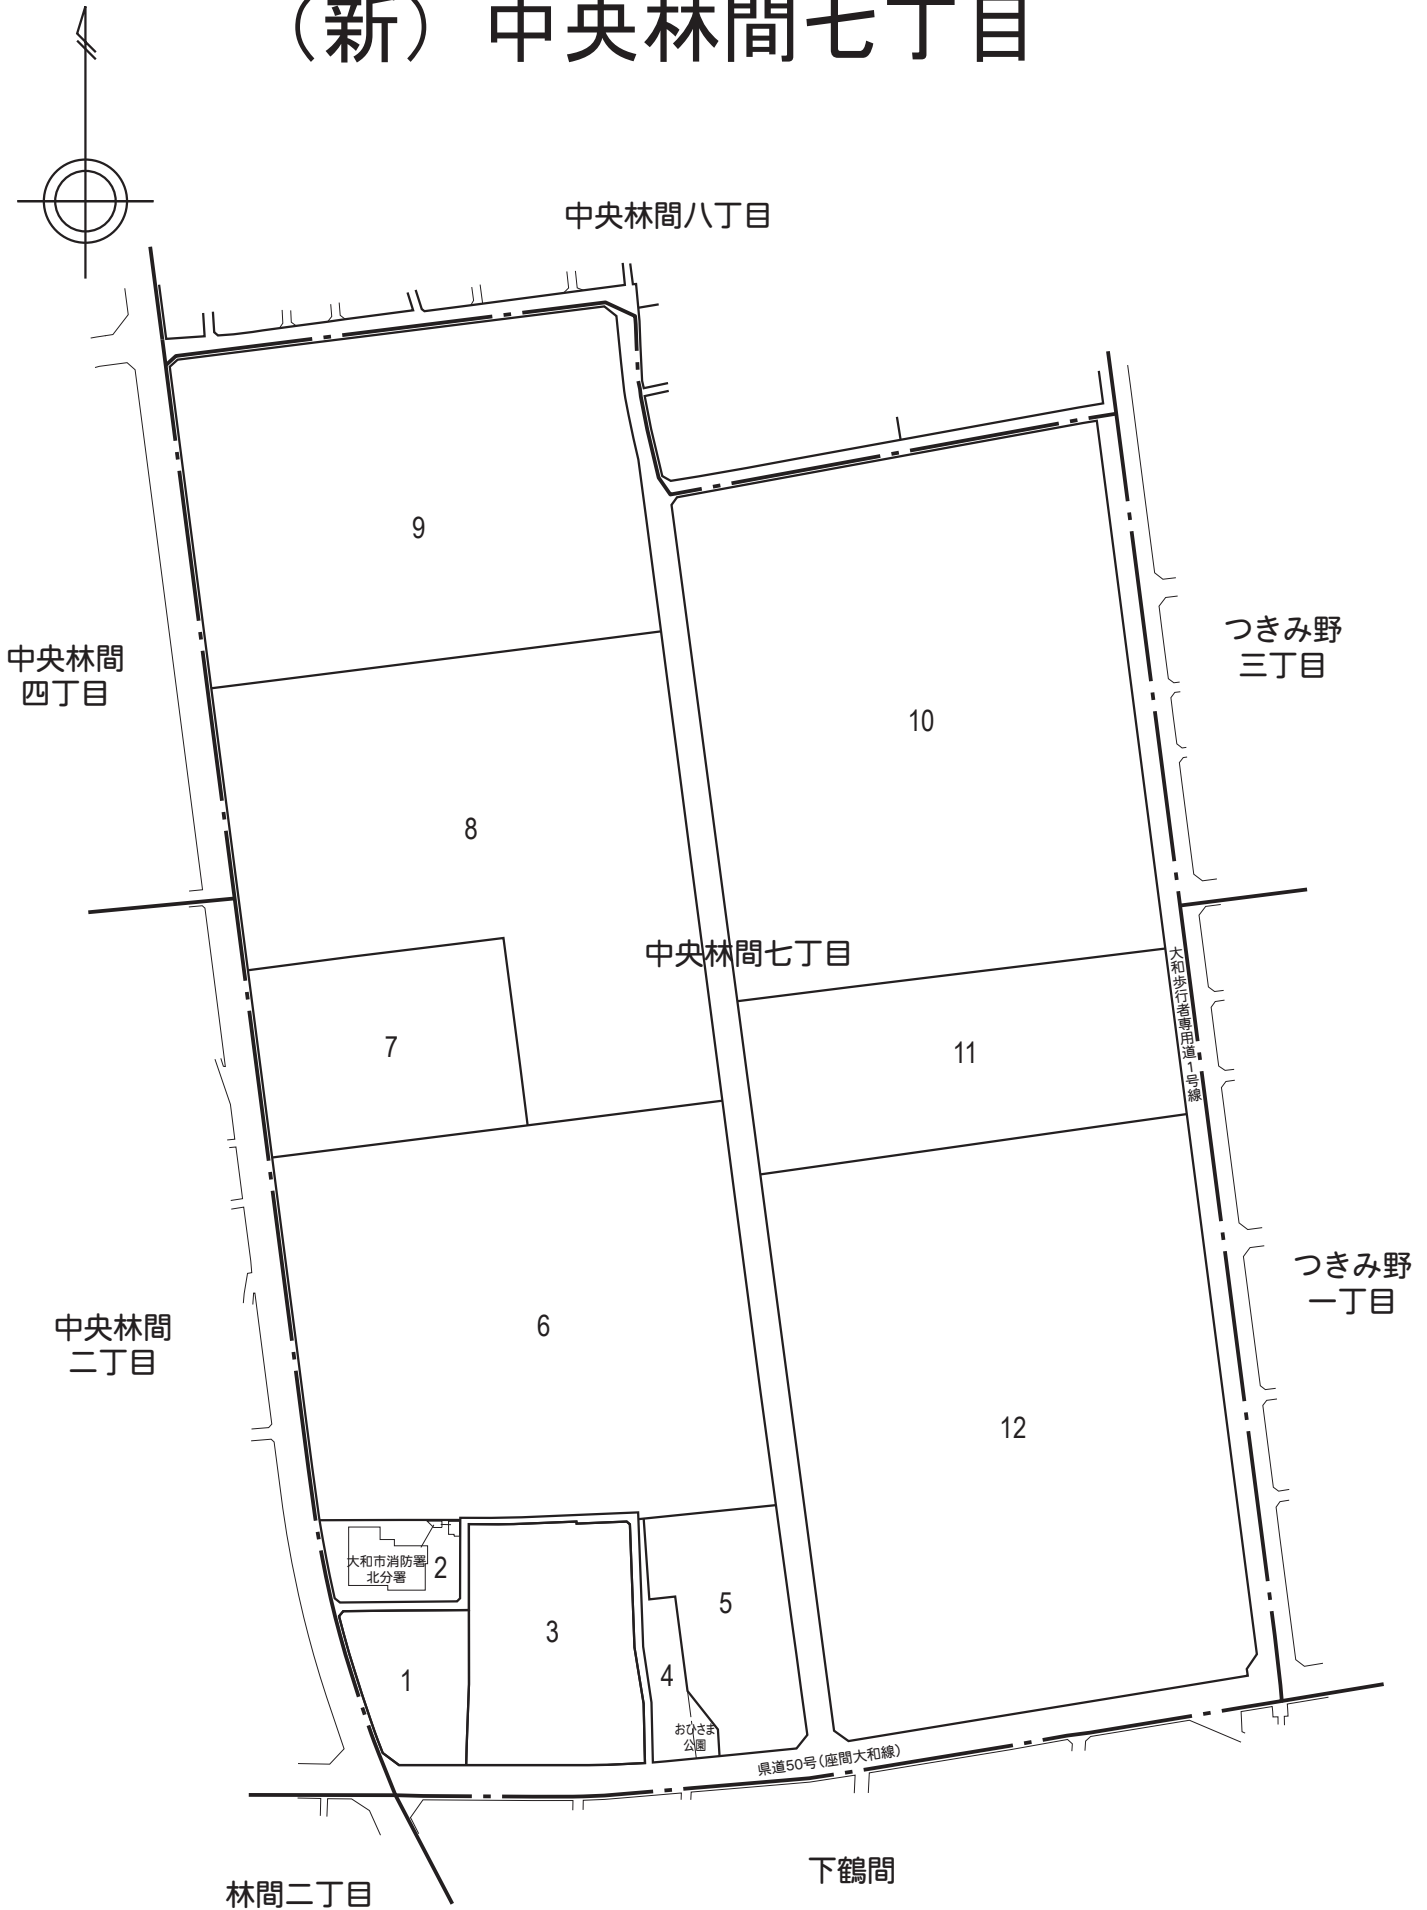 （新）中央林間七丁目
中央林間八丁目
9
中央林間
四丁目
つきみ野
三丁目
10
8
中央林間七丁目
大和歩行者専用道1号線
7
11
つきみ野
一丁目
中央林間
二丁目
6
12
大和市消防署
北分署
2
5
3
1
4
おひさま
公園
県道50号（座間大和線）
下鶴間
林間二丁目